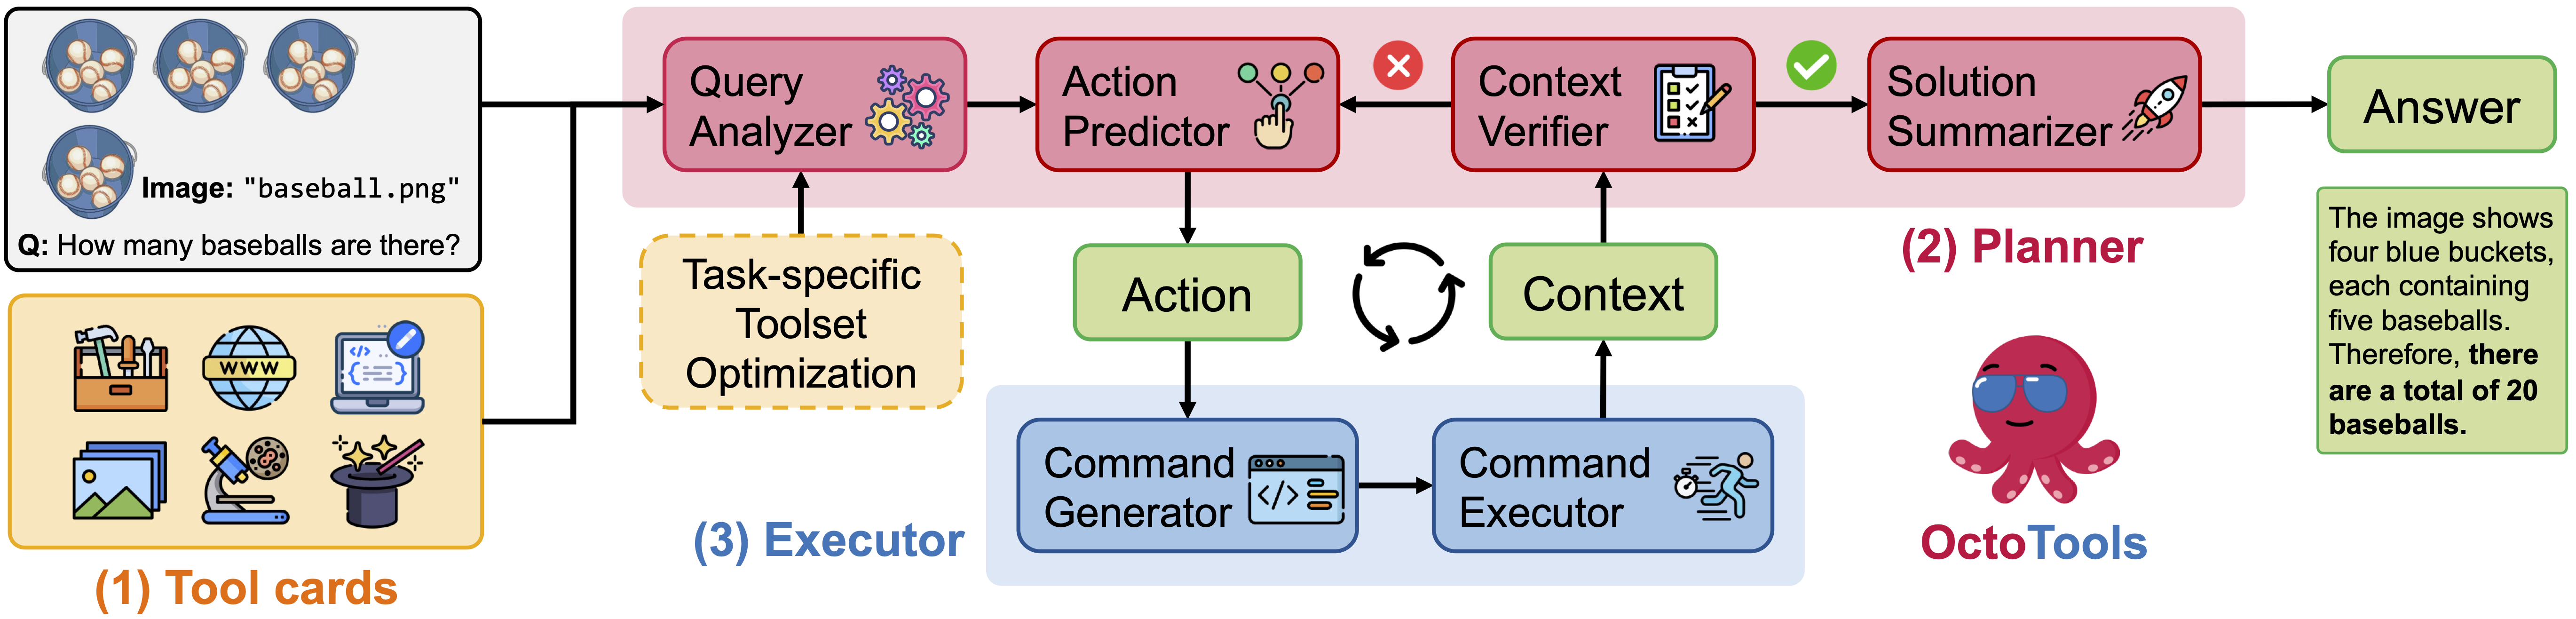 Image: "baseball.png"
Q: How many baseballs are there?
WWW
(1) Tool cards
Query
Analyzer
Action
Predictor
Context
Verifier
Solution
Summarizer
(2) Planner
Task-specific
Toolset
Optimization
Action
Context
Command
Generator
Command
Executor
(3) Executor
Answer
The image shows
four blue buckets,
each containing
five baseballs.
Therefore, there
are a total of 20
baseballs.
OctoTools